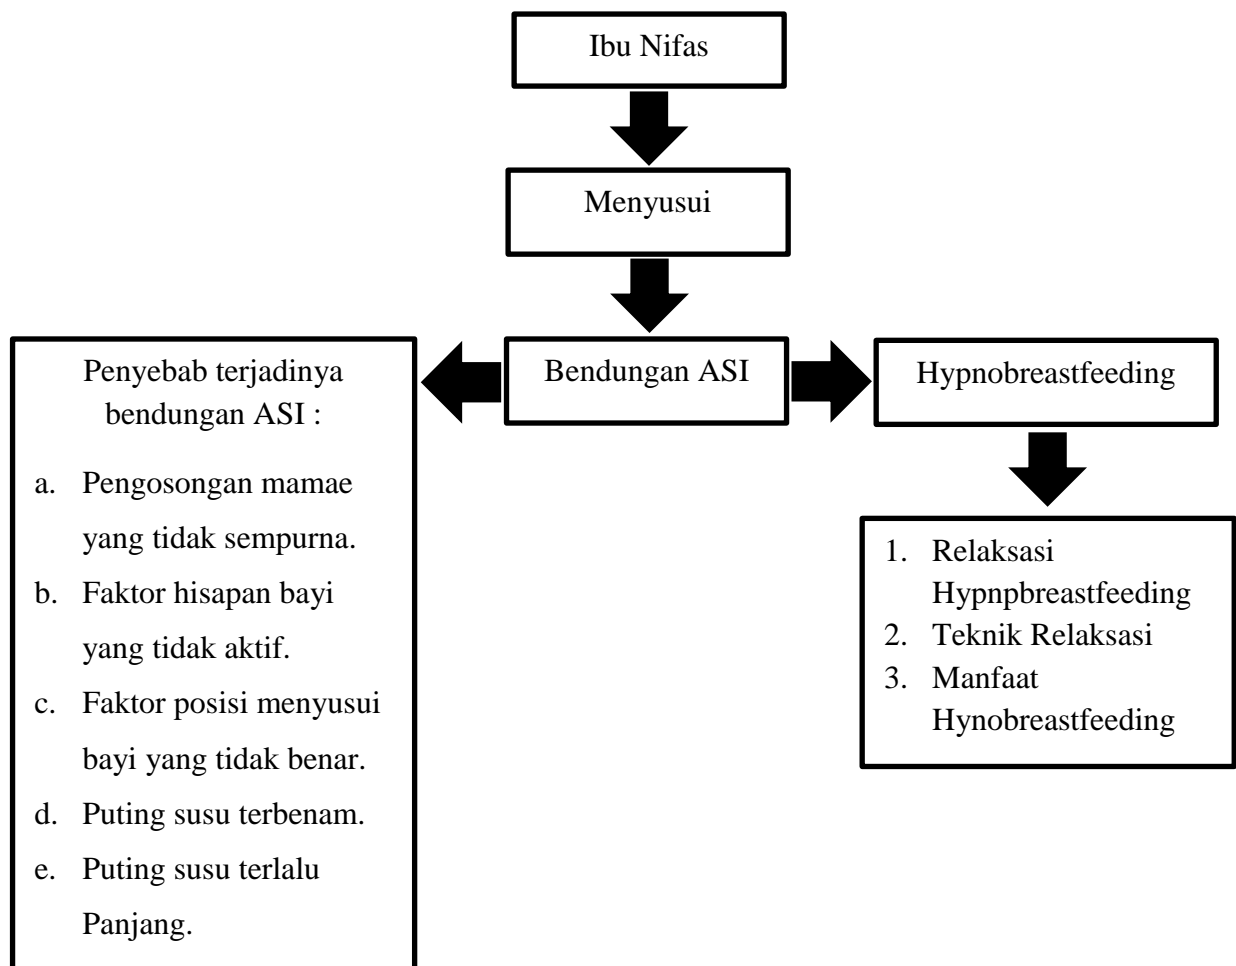 Ibu Nifas
Menyusui
Bendungan ASI
Penyebab terjadinya
bendungan ASI :
a. Pengosongan mamae
yang tidak sempurna.
b. Faktor hisapan bayi
yang tidak aktif.
c. Faktor posisi menyusui
bayi yang tidak benar.
d. Puting susu terbenam.
e. Puting susu terlalu
Panjang.
Hypnobreastfeeding
1. Relaksasi
Hypnpbreastfeeding
2. Teknik Relaksasi
3. Manfaat
Hynobreastfeeding